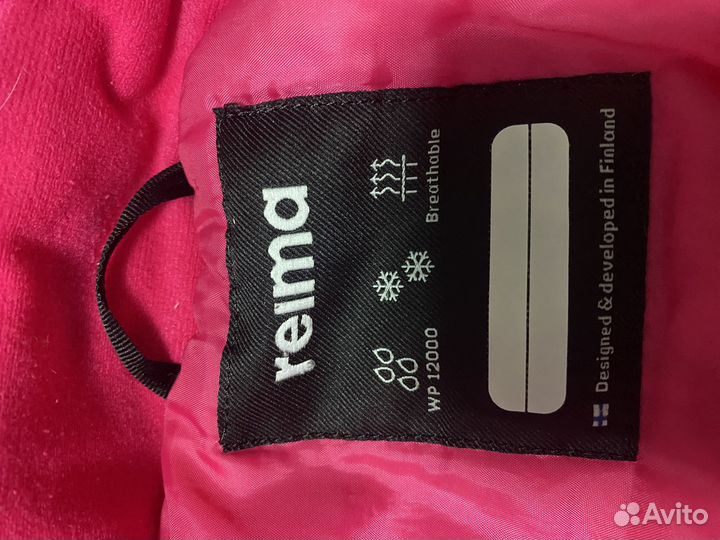 reima
WP 12000
Breathable
Designed & developed in Finland
Avito